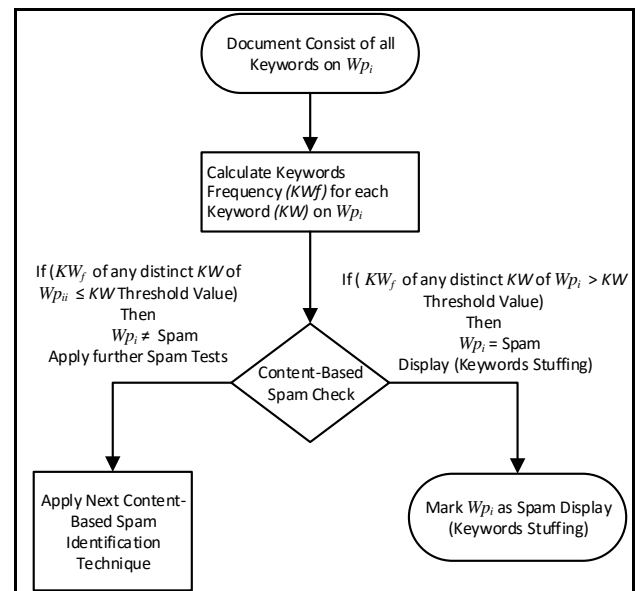 Document Consist of all
Keywords on Wpᵢ
Calculate Keywords
Frequency (KWf) for each
Keyword (KW) on Wpᵢ
If (KW_f of any distinct KW of
Wpᵢᵢ ≤ KW Threshold Value)
Then
Wpᵢ ≠ Spam
Apply further Spam Tests
If ( KW_f of any distinct KW of Wpᵢ > KW
Threshold Value)
Then
Wpᵢ = Spam
Display (Keywords Stuffing)
Content-Based
Spam Check
Apply Next Content-
Based Spam
Identification
Technique
Mark Wpᵢ as Spam Display
(Keywords Stuffing)